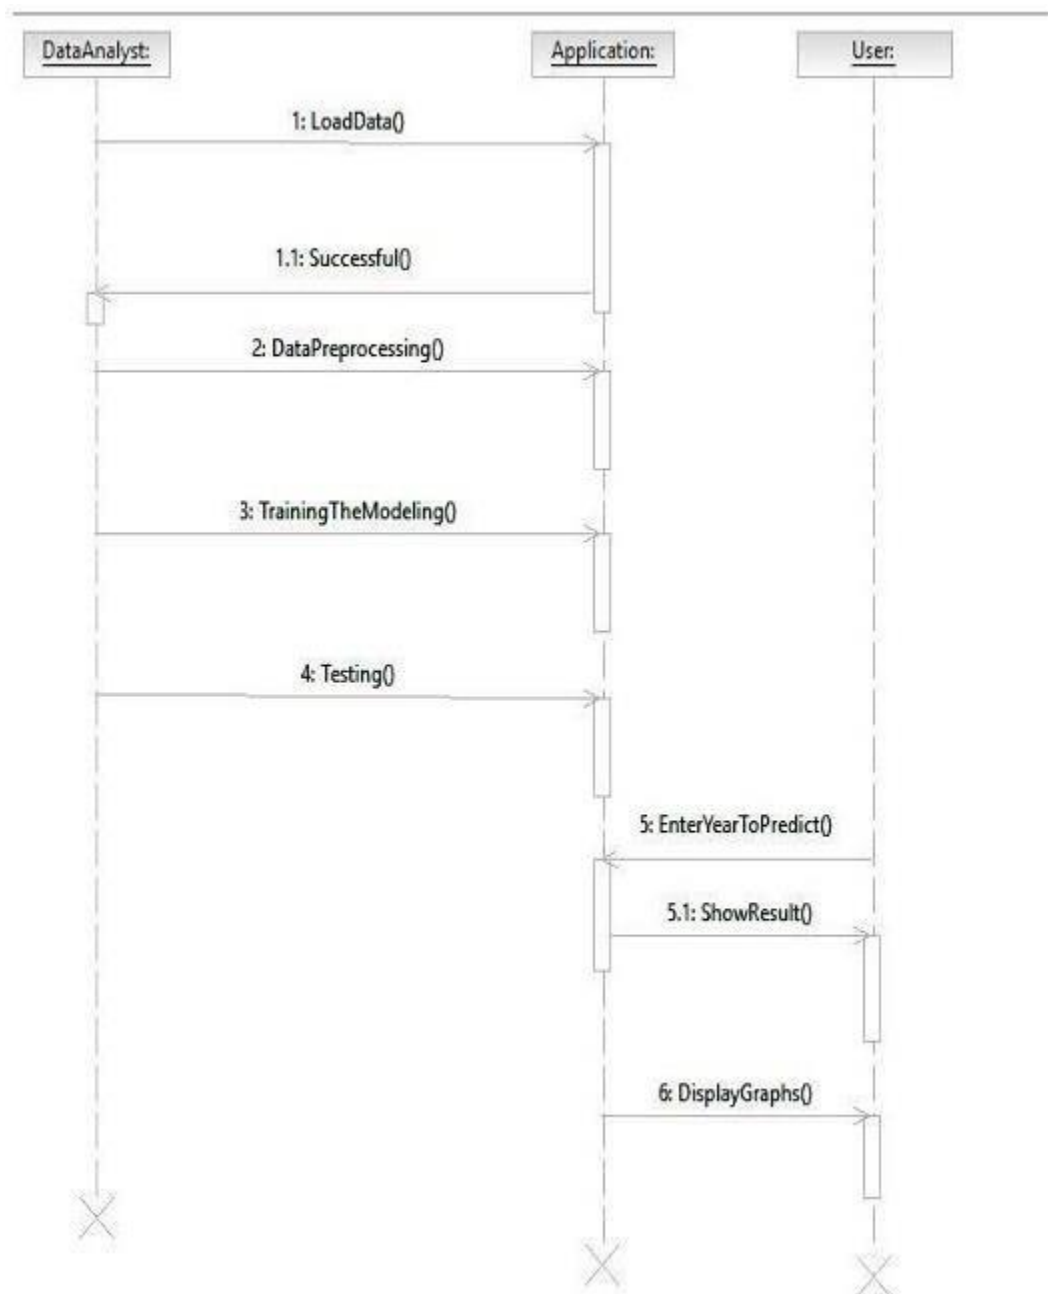 DataAnalyst:
Application:
User:
1: LoadData()
1.1: Successful()
2: DataPreprocessing()
3: TrainingTheModeling()
4: Testing()
5: EnterYearToPredict()
5.1: ShowResult()
6: DisplayGraphs()